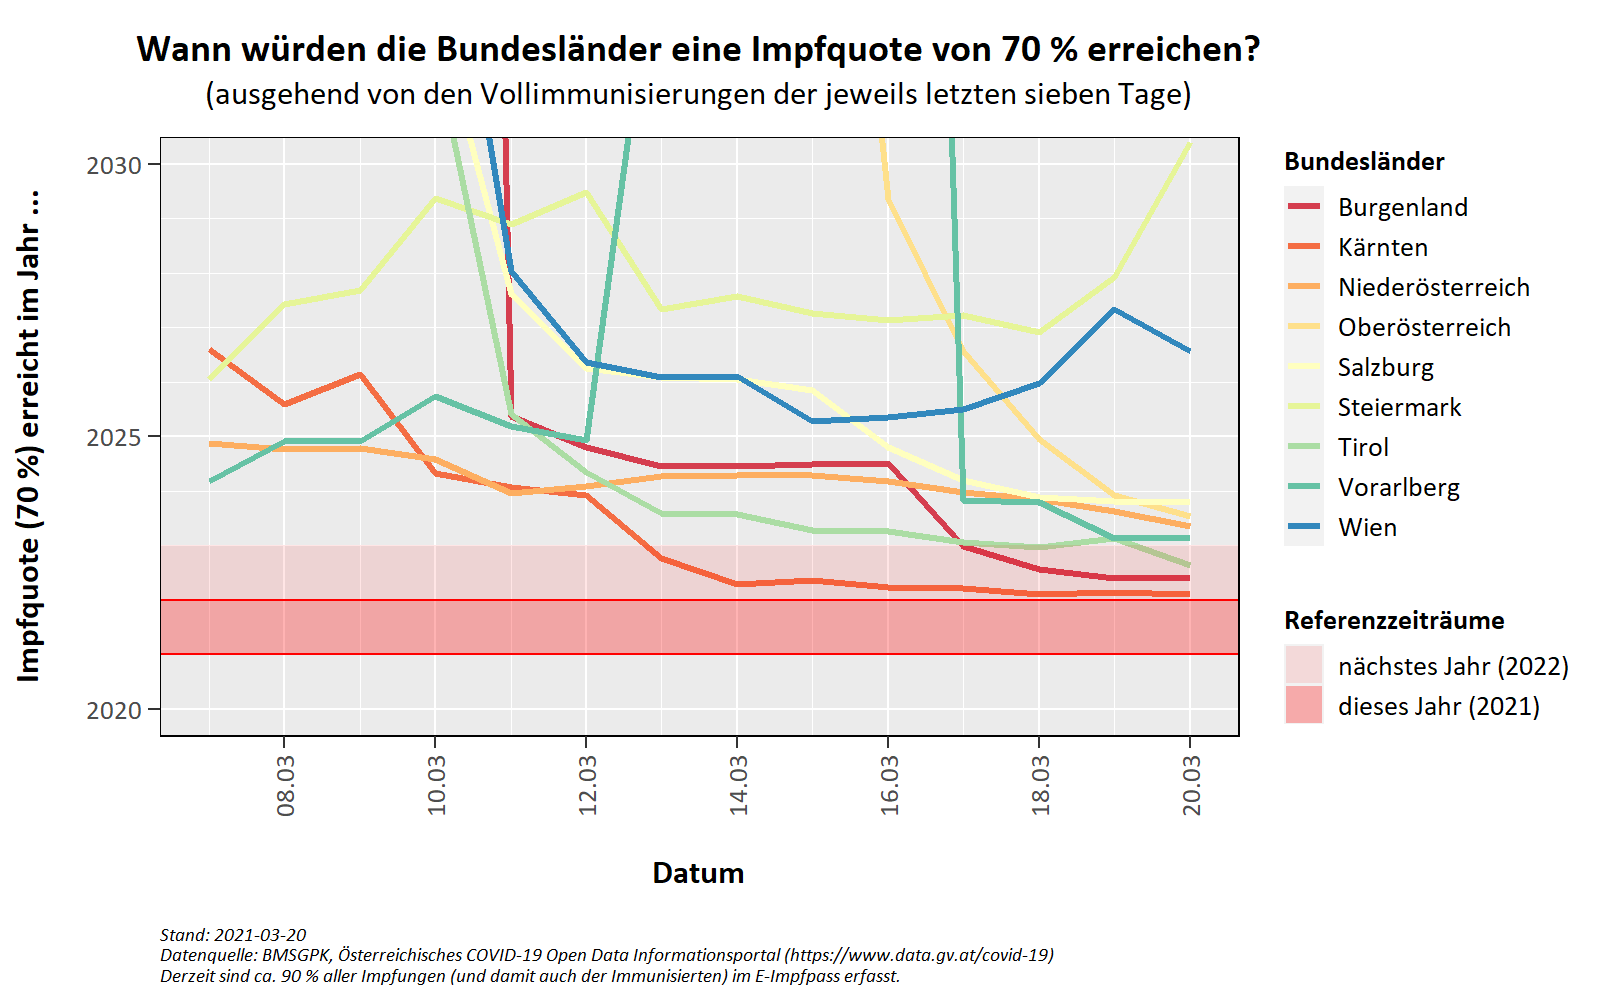 Wann würden die Bundesländer eine Impfquote von 70 % erreichen?
(ausgehend von den Vollimmunisierungen der jeweils letzten sieben Tage)
Impfquote (70 %) erreicht im Jahr ...
2030
2025
2020
08.03
10.03
12.03
14.03
16.03
18.03
20.03
Datum
Bundesländer
Burgenland
Kärnten
Niederösterreich
Oberösterreich
Salzburg
Steiermark
Tirol
Vorarlberg
Wien
Referenzzeiträume
nächstes Jahr (2022)
dieses Jahr (2021)
Stand: 2021-03-20
Datenquelle: BMSGPK, Österreichisches COVID-19 Open Data Informationsportal (https://www.data.gv.at/covid-19)
Derzeit sind ca. 90 % aller Impfungen (und damit auch der Immunisierten) im E-Impfpass erfasst.